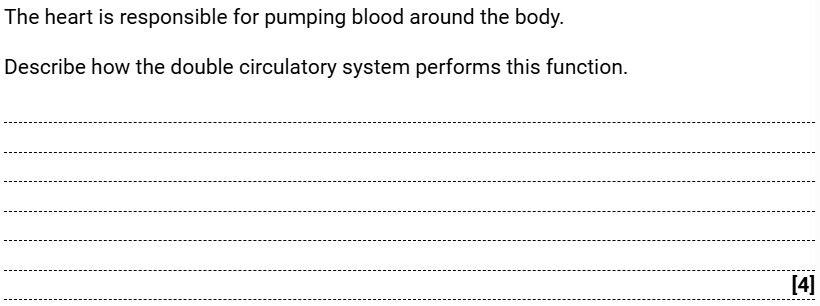 The heart is responsible for pumping blood around the body.
Describe how the double circulatory system performs this function.
[4]